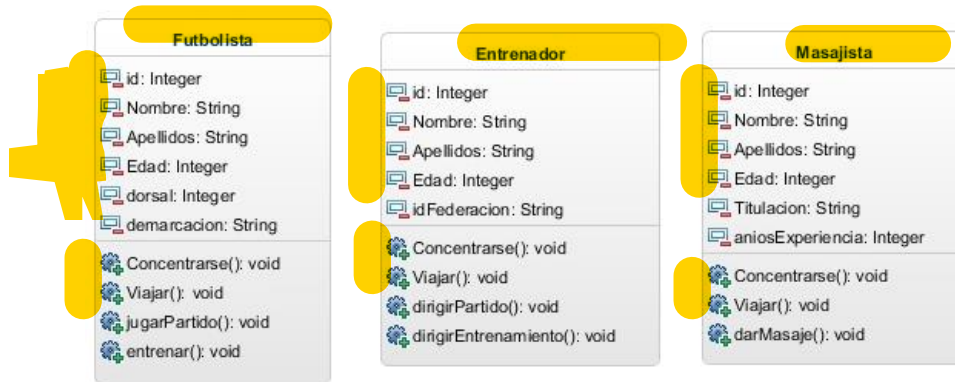 Futbolista
id: Integer
Nombre: String
Apellidos: String
Edad: Integer
dorsal: Integer
demarcacion: String
Concentrarse(): void
Viajar(): void
jugarPartido(): void
entrenar(): void
Entrenador
id: Integer
Nombre: String
Apellidos: String
Edad: Integer
idFederacion: String
Concentrarse(): void
Viajar(): void
dirigirPartido(): void
dirigirEntrenamiento(): void
Masajista
id: Integer
Nombre: String
Apellidos: String
Edad: Integer
Titulacion: String
aniosExperiencia: Integer
Concentrarse(): void
Viajar(): void
darMasaje(): void